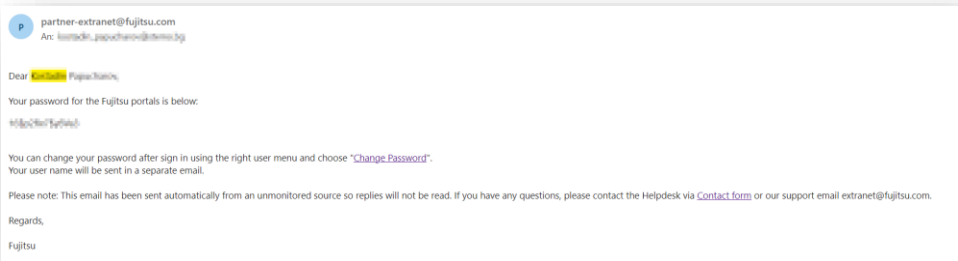 P
partner-extranet@fujitsu.com
An:
Dear
Your password for the Fujitsu portals is below:
You can change your password after sign in using the right user menu and choose "Change Password".
Your user name will be sent in a separate email.
Please note: This email has been sent automatically from an unmonitored source so replies will not be read. If you have any questions, please contact the Helpdesk via Contact form or our support email extranet@fujitsu.com.
Regards,
Fujitsu